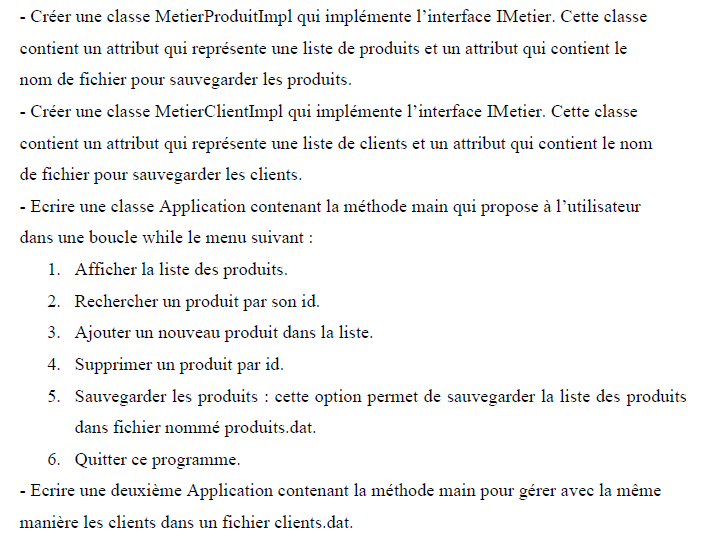 - Créer une classe MetierProduitImpl qui implémente l’interface IMetier. Cette classe
contient un attribut qui représente une liste de produits et un attribut qui contient le
nom de fichier pour sauvegarder les produits.
- Créer une classe MetierClientImpl qui implémente l’interface IMetier. Cette classe
contient un attribut qui représente une liste de clients et un attribut qui contient le nom
de fichier pour sauvegarder les clients.
- Ecrire une classe Application contenant la méthode main qui propose à l’utilisateur
dans une boucle while le menu suivant :
1. Afficher la liste des produits.
2. Rechercher un produit par son id.
3. Ajouter un nouveau produit dans la liste.
4. Supprimer un produit par id.
5. Sauvegarder les produits : cette option permet de sauvegarder la liste des produits
dans fichier nommé produits.dat.
6. Quitter ce programme.
- Ecrire une deuxième Application contenant la méthode main pour gérer avec la même
manière les clients dans un fichier clients.dat.